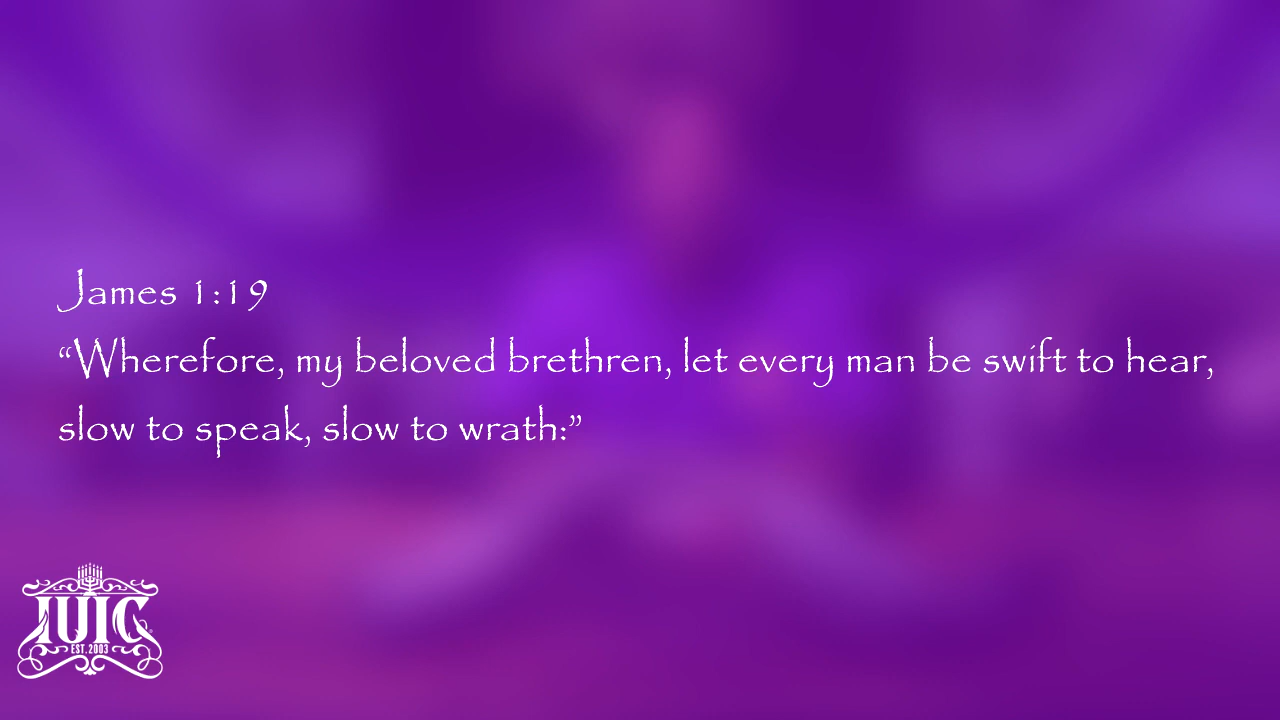 James 1:19
“Wherefore, my beloved brethren, let every man be swift to hear,
slow to speak, slow to wrath:”
IUIC
EST. 2003